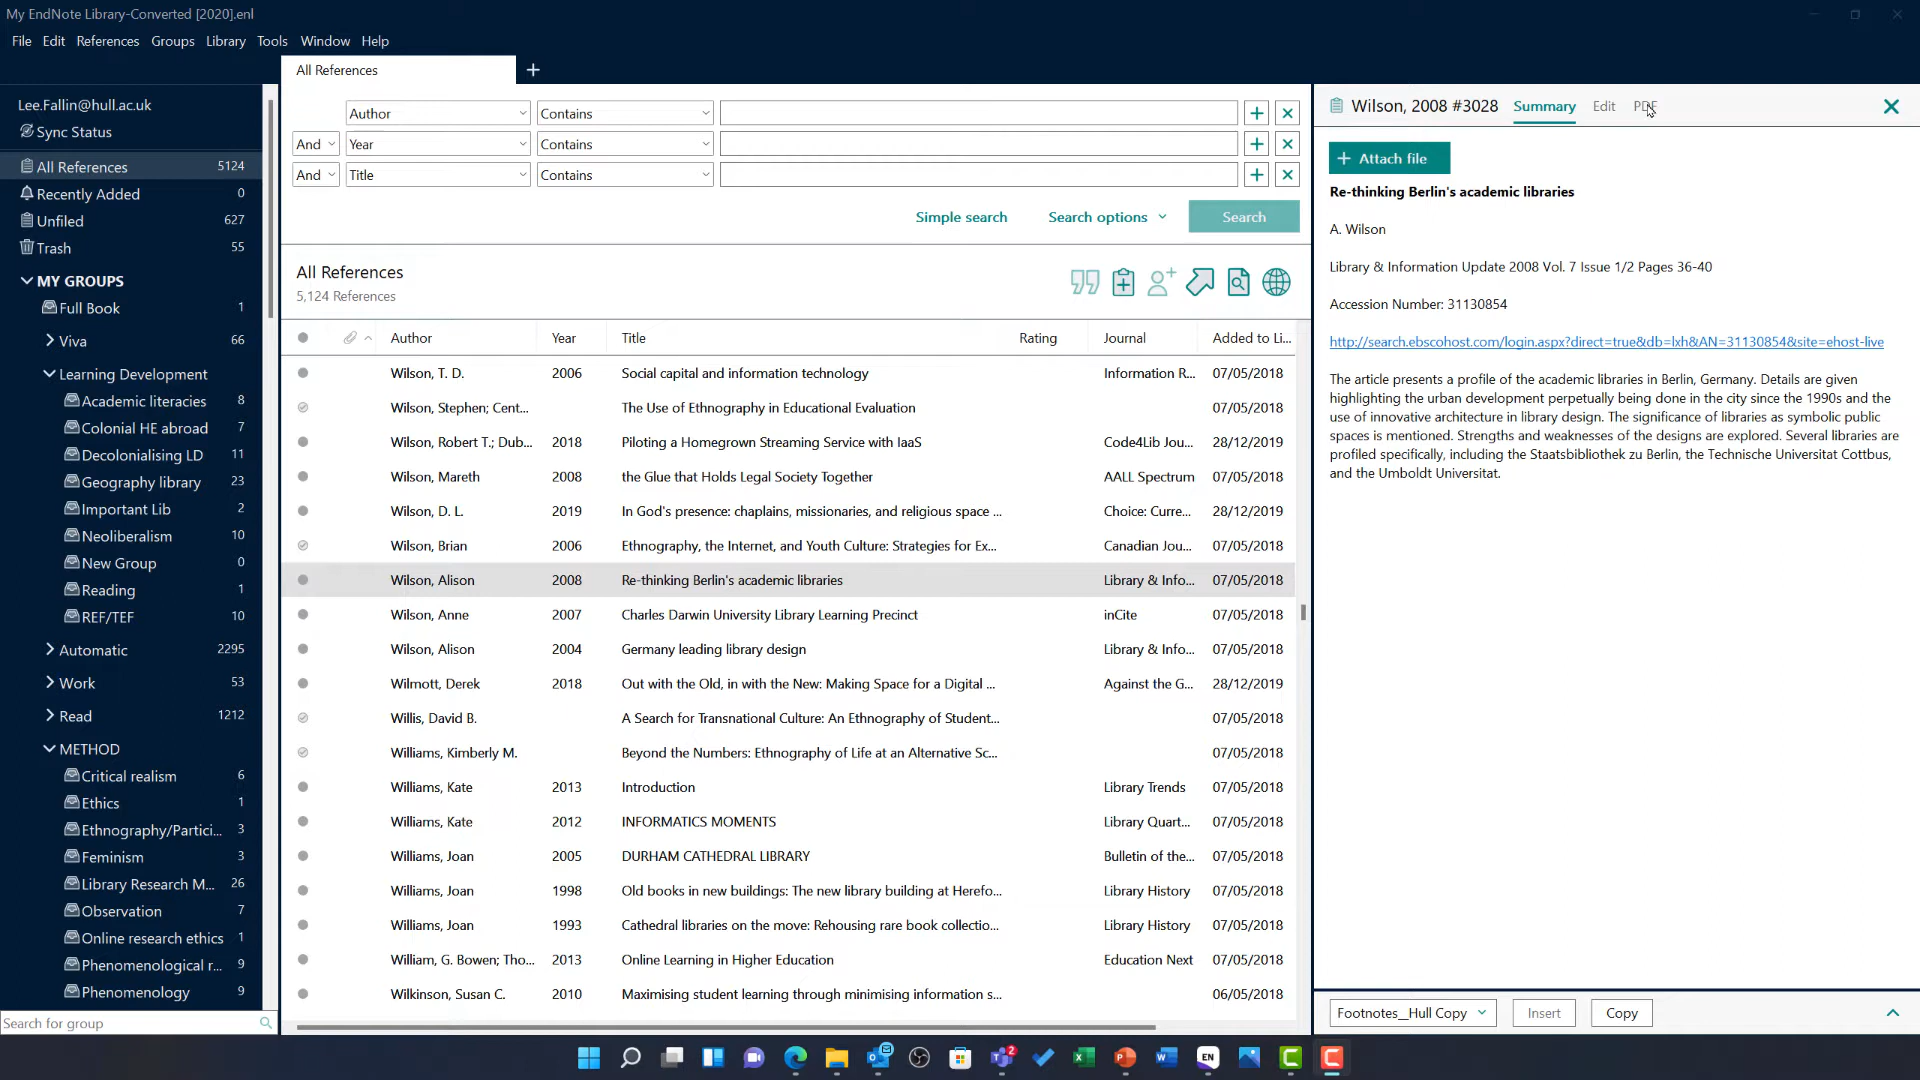 My EndNote Library-Converted [2020].enl
File Edit References Groups Library Tools Window Help
All References
Lee.Fallin@hull.ac.uk
Sync Status
All References 5124
Recently Added 0
Unfiled 627
Trash 55
MY GROUPS
Full Book 1
Viva 66
Learning Development
Academic literacies 8
Colonial HE abroad 7
Decolonialising LD 11
Geography library 23
Important Lib 2
Neoliberalism 10
New Group 0
Reading 1
REF/TEF 10
Automatic 2295
Work 53
Read 1212
METHOD
Critical realism 6
Ethics 1
Ethnography/Partici... 3
Feminism 3
Library Research M... 26
Observation 7
Online research ethics 1
Phenomenological r... 9
Phenomenology 9
Search for group
Author Contains
And Year Contains
And Title Contains
Simple search Search options Search
All References
5,124 References
Author Year Title Rating Journal Added to Li...
Wilson, T. D. 2006 Social capital and information technology Information R... 07/05/2018
Wilson, Stephen; Cent... The Use of Ethnography in Educational Evaluation 07/05/2018
Wilson, Robert T.; Dub... 2018 Piloting a Homegrown Streaming Service with IaaS Code4Lib Jou... 28/12/2019
Wilson, Mareth 2008 the Glue that Holds Legal Society Together AALL Spectrum 07/05/2018
Wilson, D. L. 2019 In God's presence: chaplains, missionaries, and religious space ... Choice: Curre... 28/12/2019
Wilson, Brian 2006 Ethnography, the Internet, and Youth Culture: Strategies for Ex... Canadian Jou... 07/05/2018
Wilson, Alison 2008 Re-thinking Berlin's academic libraries Library & Info... 07/05/2018
Wilson, Anne 2007 Charles Darwin University Library Learning Precinct inCite 07/05/2018
Wilson, Alison 2004 Germany leading library design Library & Info... 07/05/2018
Wilmott, Derek 2018 Out with the Old, in with the New: Making Space for a Digital ... Against the G... 28/12/2019
Willis, David B. A Search for Transnational Culture: An Ethnography of Student... 07/05/2018
Williams, Kimberly M. Beyond the Numbers: Ethnography of Life at an Alternative Sc... 07/05/2018
Williams, Kate 2013 Introduction Library Trends 07/05/2018
Williams, Kate 2012 INFORMATICS MOMENTS Library Quart... 07/05/2018
Williams, Joan 2005 DURHAM CATHEDRAL LIBRARY Bulletin of the... 07/05/2018
Williams, Joan 1998 Old books in new buildings: The new library building at Herefo... Library History 07/05/2018
Williams, Joan 1993 Cathedral libraries on the move: Rehousing rare book collectio... Library History 07/05/2018
William, G. Bowen; Tho... 2013 Online Learning in Higher Education Education Next 07/05/2018
Wilkinson, Susan C. 2010 Maximising student learning through minimising information s... 06/05/2018
Wilson, 2008 #3028 Summary Edit PDF
+ Attach file
Re-thinking Berlin's academic libraries
A. Wilson
Library & Information Update 2008 Vol. 7 Issue 1/2 Pages 36-40
Accession Number: 31130854
http://search.ebscohost.com/login.aspx?direct=true&db=lxh&AN=31130854&site=ehost-live
The article presents a profile of the academic libraries in Berlin, Germany. Details are given
highlighting the urban development perpetually being done in the city since the 1990s and the
use of innovative architecture in library design. The significance of libraries as symbolic public
spaces is mentioned. Strengths and weaknesses of the designs are explored. Several libraries are
profiled specifically, including the Staatsbibliothek zu Berlin, the Technische Universitat Cottbus,
and the Umboldt Universitat.
Footnotes__Hull Copy Insert Copy
2 EN